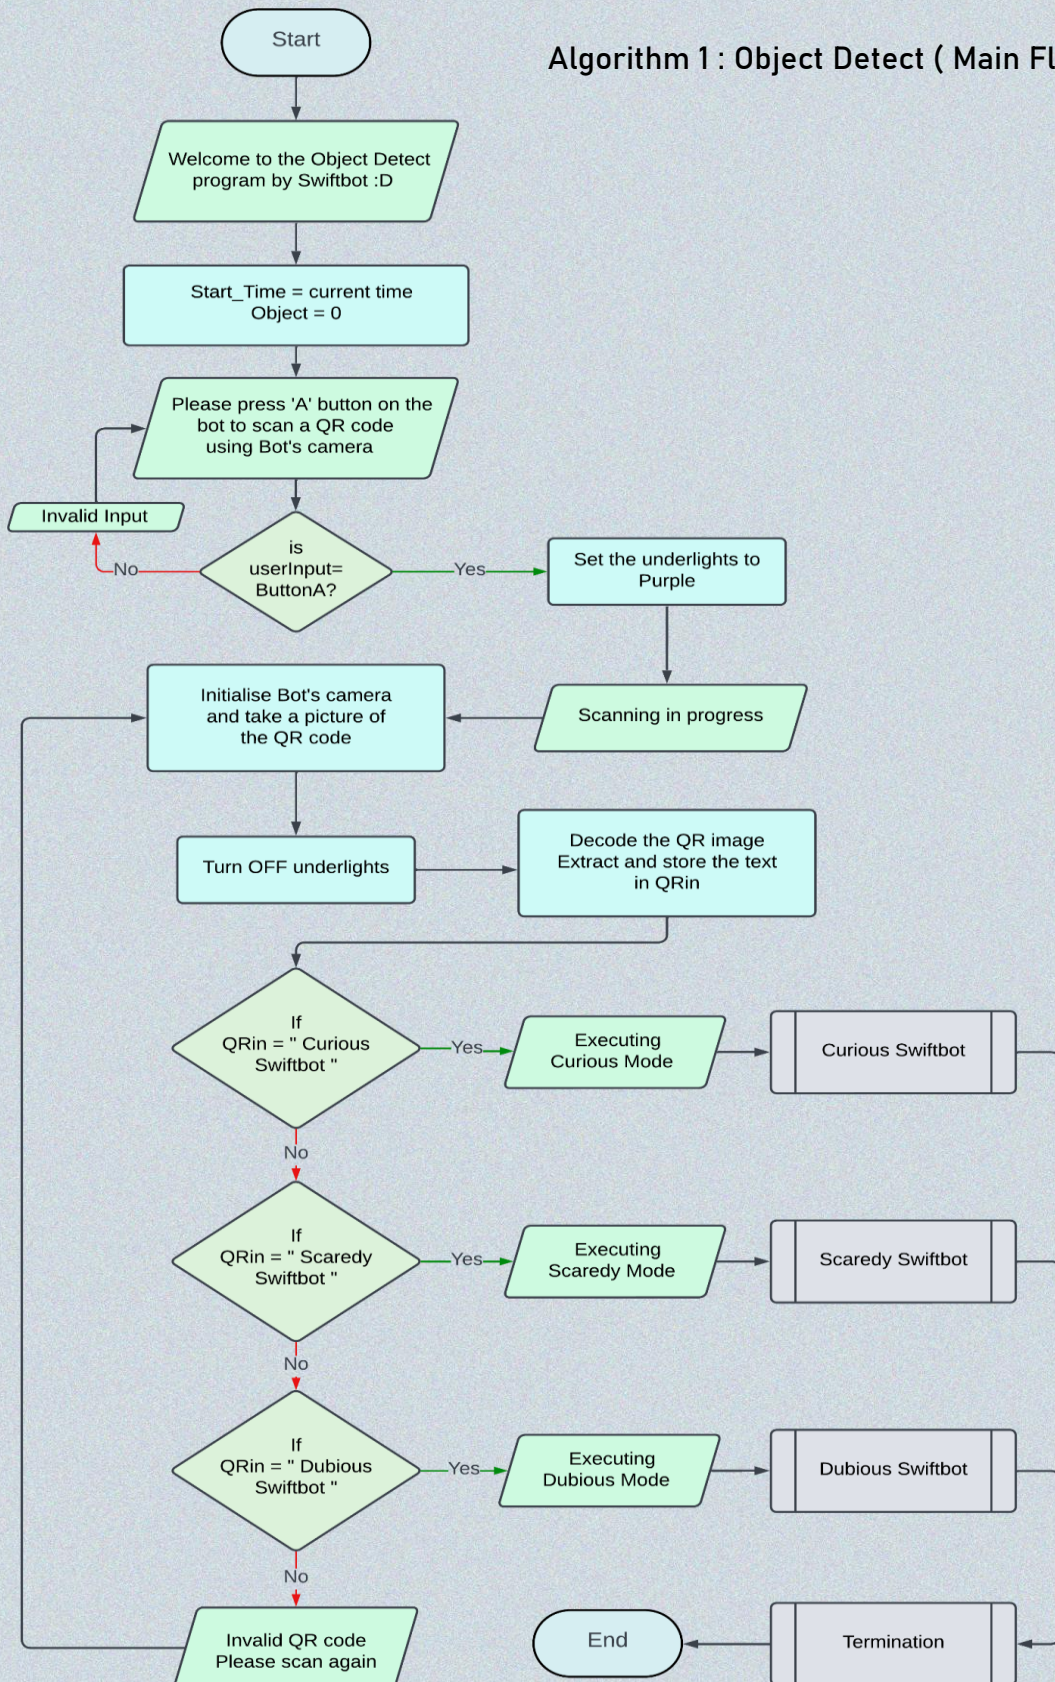 Start
Algorithm 1 : Object Detect ( Main Fl
Welcome to the Object Detect
program by Swiftbot :D
Start_Time = current time
Object = 0
Please press 'A' button on the
bot to scan a QR code
using Bot's camera
Invalid Input
is
userInput=
ButtonA?
No
Yes
Set the underlights to
Purple
Initialise Bot's camera
and take a picture of
the QR code
Scanning in progress
Turn OFF underlights
Decode the QR image
Extract and store the text
in QRin
If
QRin = " Curious
Swiftbot "
Yes
Executing
Curious Mode
Curious Swiftbot
No
If
QRin = " Scaredy
Swiftbot "
Yes
Executing
Scaredy Mode
Scaredy Swiftbot
No
If
QRin = " Dubious
Swiftbot "
Yes
Executing
Dubious Mode
Dubious Swiftbot
No
Invalid QR code
Please scan again
End
Termination